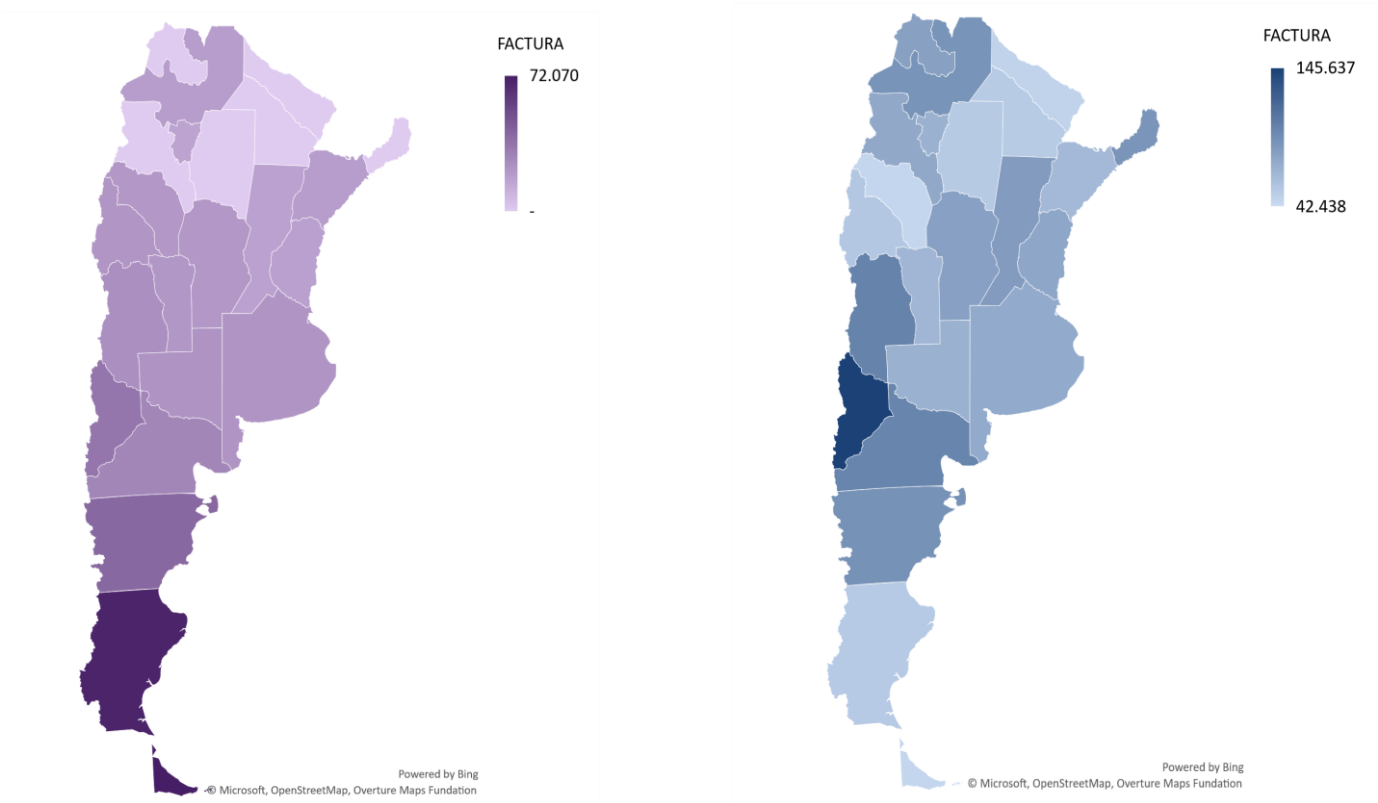 FACTURA
72.070
-
Powered by Bing
© Microsoft, OpenStreetMap, Overture Maps Fundation
FACTURA
145.637
42.438
Powered by Bing
© Microsoft, OpenStreetMap, Overture Maps Fundation